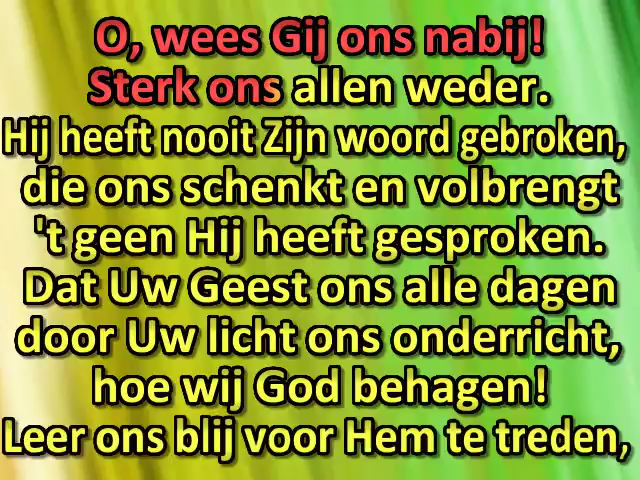 O, wees Gij ons nabij!
Sterk ons allen weder.
Hij heeft nooit Zijn woord gebroken,
die ons schenkt en volbrengt
't geen Hij heeft gesproken.
Dat Uw Geest ons alle dagen
door Uw licht ons onderricht,
hoe wij God behagen!
Leer ons blij voor Hem te treden,